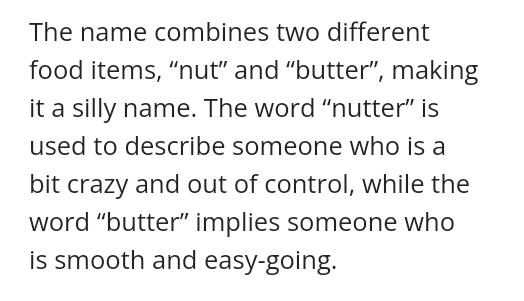 The name combines two different
food items, “nut” and “butter”, making
it a silly name. The word “nutter” is
used to describe someone who is a
bit crazy and out of control, while the
word “butter” implies someone who
is smooth and easy-going.